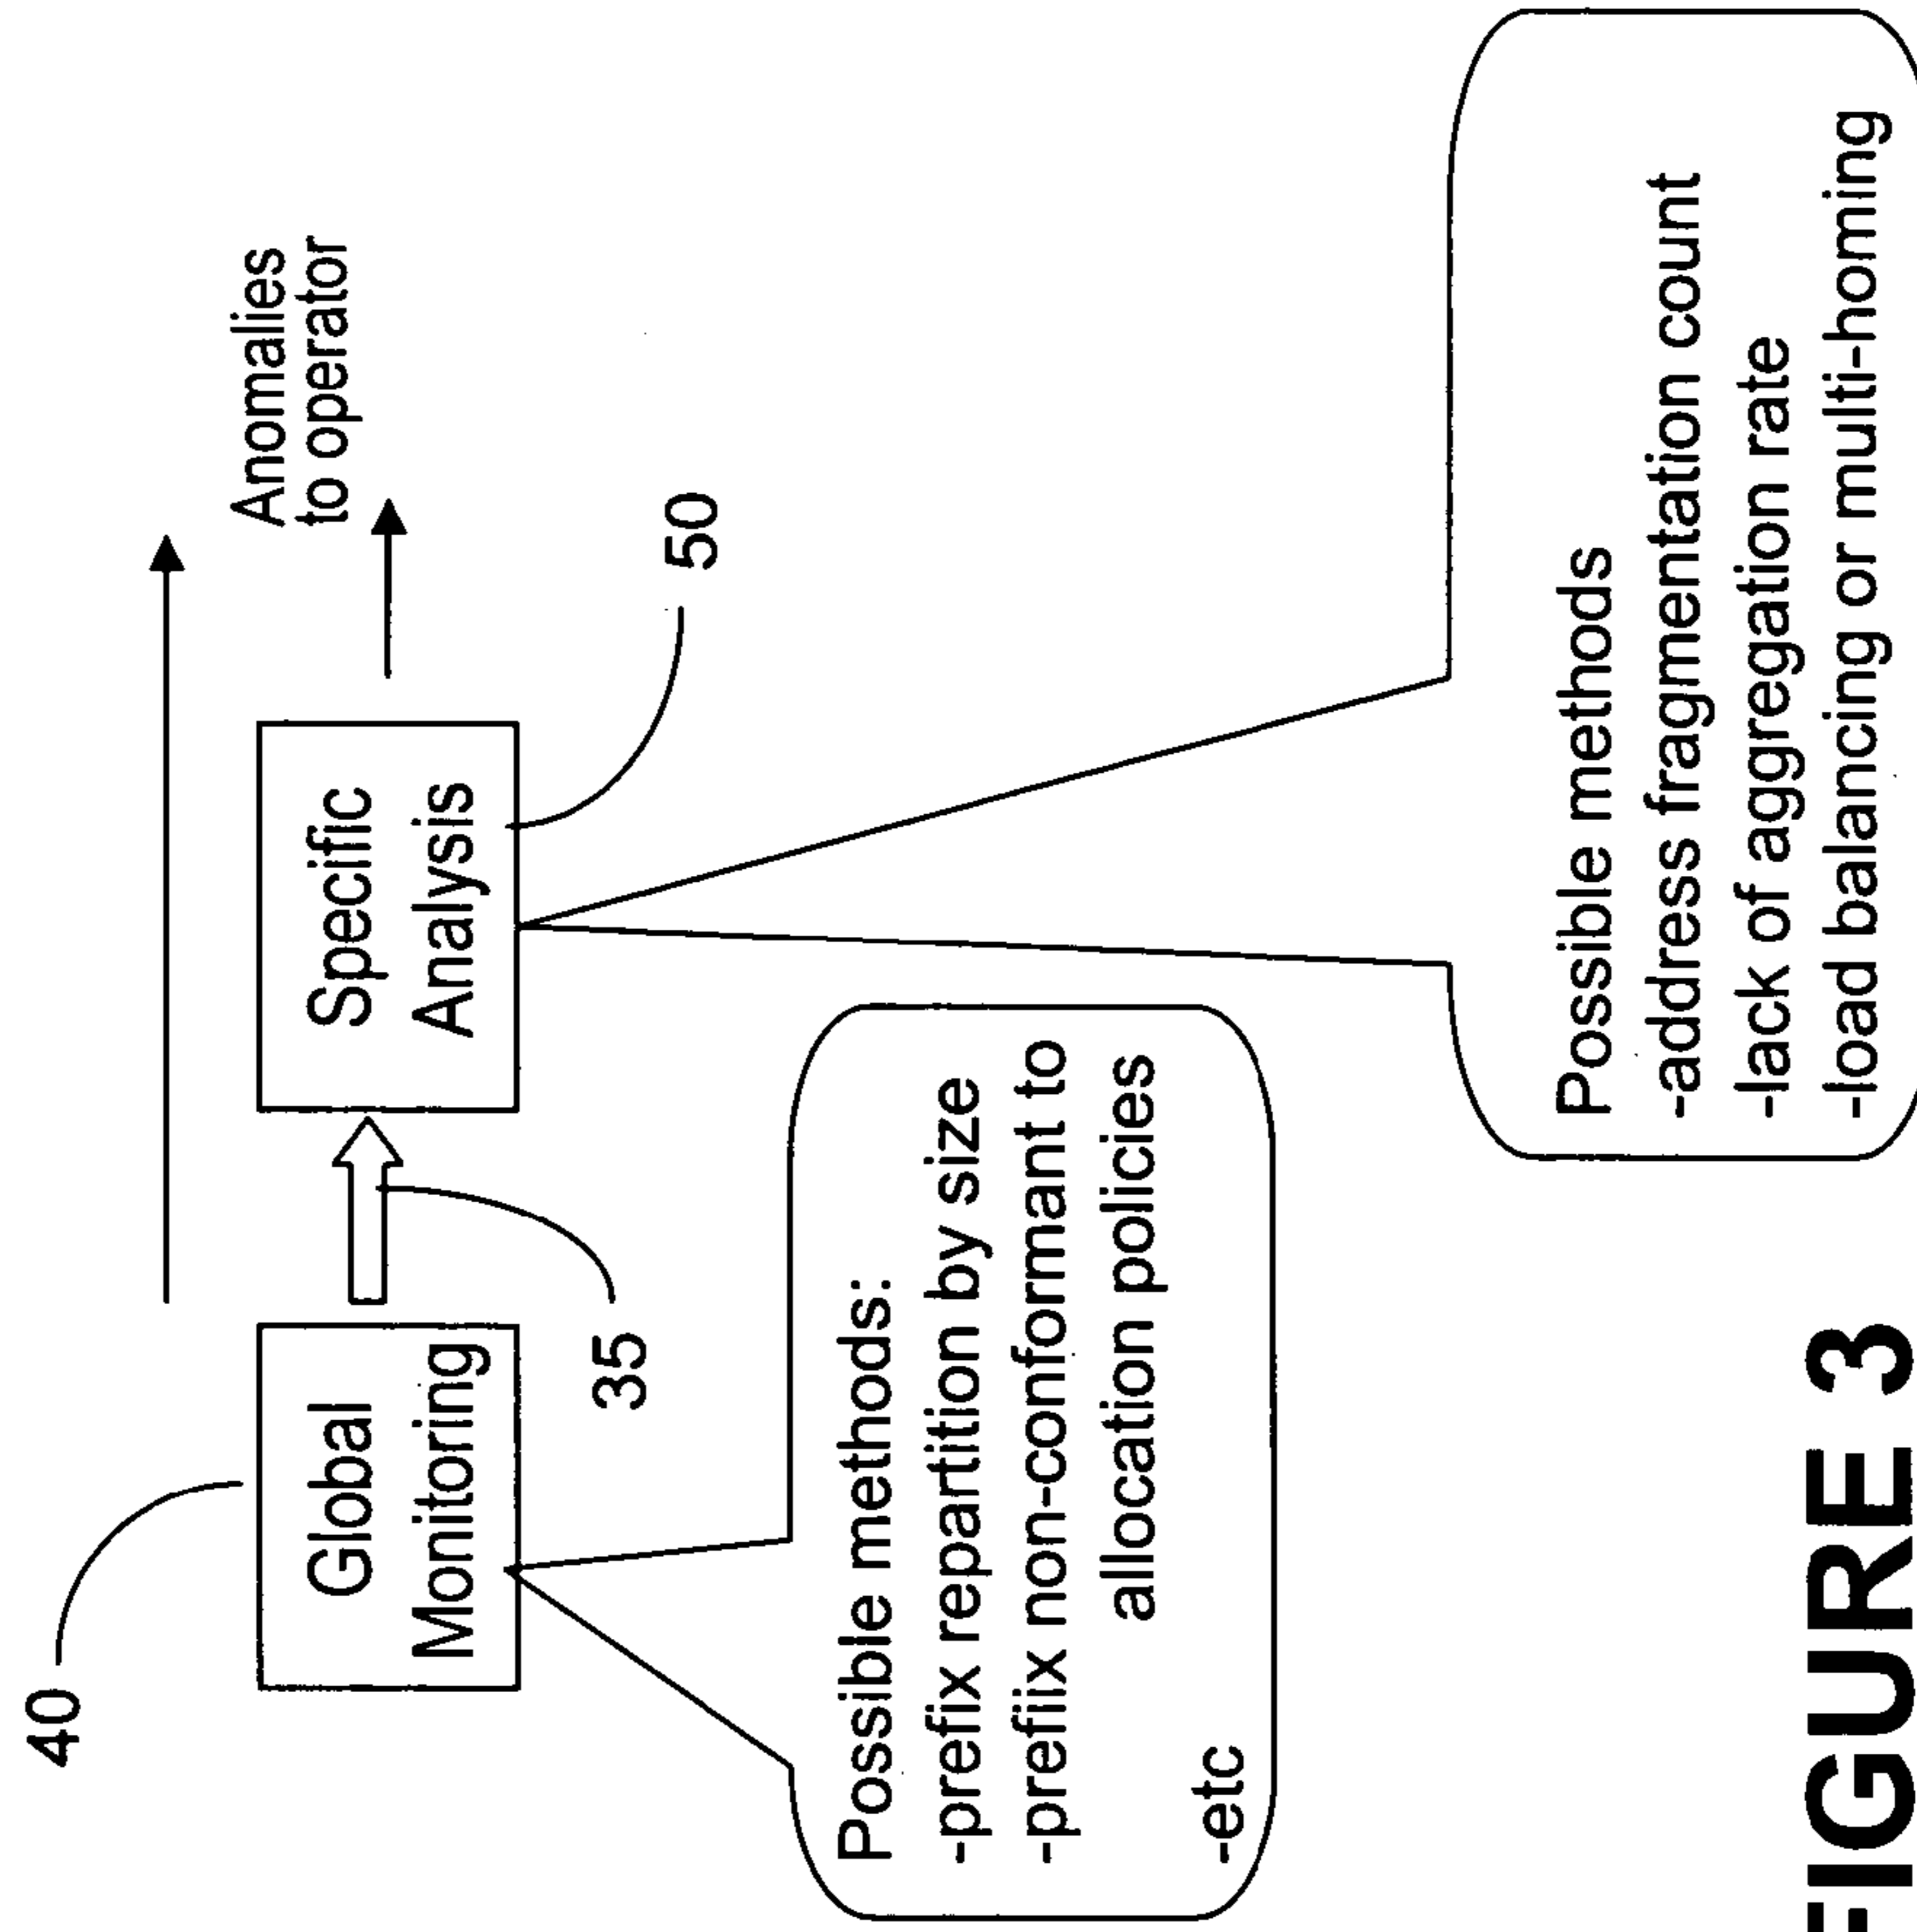 40
Global
Monitoring
35
Specific
Analysis
50
Anomalies
to operator
Possible methods:
-prefix repartition by size
-prefiix non-conformant to
allocation policies
-etc
Possible methods
-address fragmentation count
-lack of aggregation rate
-load balancing or multi-homing
FIGURE 3